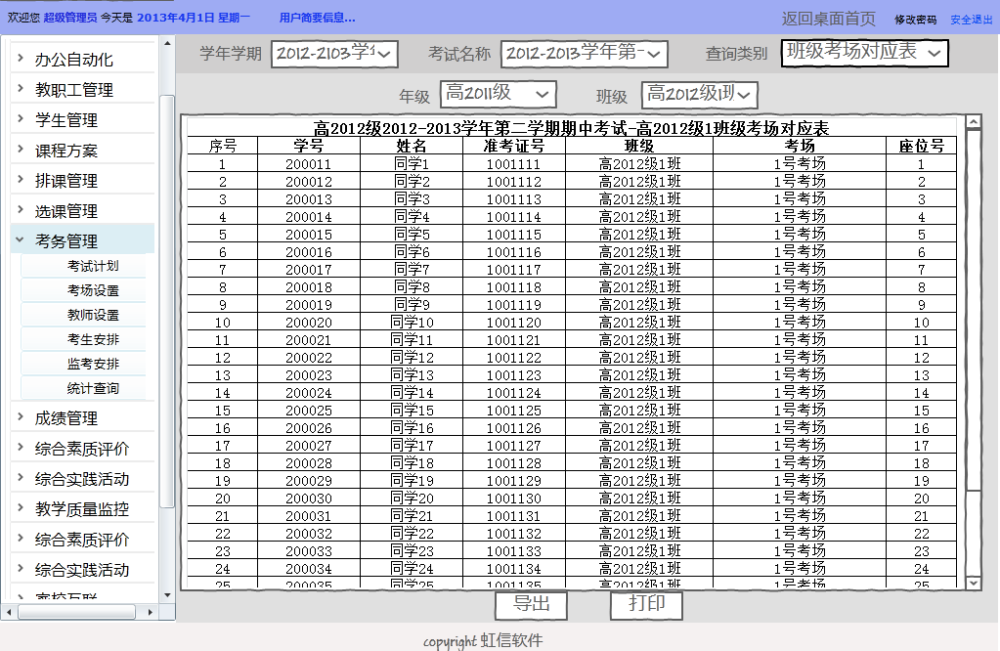 欢迎您 超级管理员 今天是 2013年4月1日 星期一 用户简要信息... 返回桌面首页 修改密码 安全退出
学年学期 2012-2103学 考试名称 2012-2013学年第一 查询类别 班级考场对应表
年级 高2011级 班级 高2012级1班
办公自动化
教职工管理
学生管理
课程方案
排课管理
选课管理
考务管理
考试计划
考场设置
教师设置
考生安排
监考安排
统计查询
成绩管理
综合素质评价
综合实践活动
教学质量监控
综合素质评价
综合实践活动
家校互联
高2012级2012-2013学年第二学期期中考试-高2012级1班级考场对应表
序号 学号 姓名 准考证号 班级 考场 座位号
1 200011 同学1 1001111 高2012级1班 1号考场 1
2 200012 同学2 1001112 高2012级1班 1号考场 2
3 200013 同学3 1001113 高2012级1班 1号考场 3
4 200014 同学4 1001114 高2012级1班 1号考场 4
5 200015 同学5 1001115 高2012级1班 1号考场 5
6 200016 同学6 1001116 高2012级1班 1号考场 6
7 200017 同学7 1001117 高2012级1班 1号考场 7
8 200018 同学8 1001118 高2012级1班 1号考场 8
9 200019 同学9 1001119 高2012级1班 1号考场 9
10 200020 同学10 1001120 高2012级1班 1号考场 10
11 200021 同学11 1001121 高2012级1班 1号考场 11
12 200022 同学12 1001122 高2012级1班 1号考场 12
13 200023 同学13 1001123 高2012级1班 1号考场 13
14 200024 同学14 1001124 高2012级1班 1号考场 14
15 200025 同学15 1001125 高2012级1班 1号考场 15
16 200026 同学16 1001126 高2012级1班 1号考场 16
17 200027 同学17 1001127 高2012级1班 1号考场 17
18 200028 同学18 1001128 高2012级1班 1号考场 18
19 200029 同学19 1001129 高2012级1班 1号考场 19
20 200030 同学20 1001130 高2012级1班 1号考场 20
21 200031 同学21 1001131 高2012级1班 1号考场 21
22 200032 同学22 1001132 高2012级1班 1号考场 22
23 200033 同学23 1001133 高2012级1班 1号考场 23
24 200034 同学24 1001134 高2012级1班 1号考场 24
25 200035 同学25 1001135 高2012级1班 1号考场 25
导出 打印
copyright 虹信软件